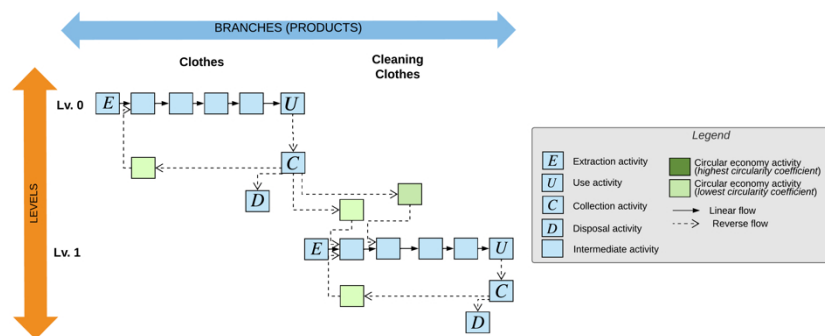 BRANCHES (PRODUCTS)
Clothes
Cleaning
Clothes
LEVELS
Lv. 0
E
U
C
D
Lv. 1
E
U
C
D
Legend
E Extraction activity
U Use activity
C Collection activity
D Disposal activity
Intermediate activity
Circular economy activity
(highest circularity coefficient)
Circular economy activity
(lowest circularity coefficient)
Linear flow
Reverse flow